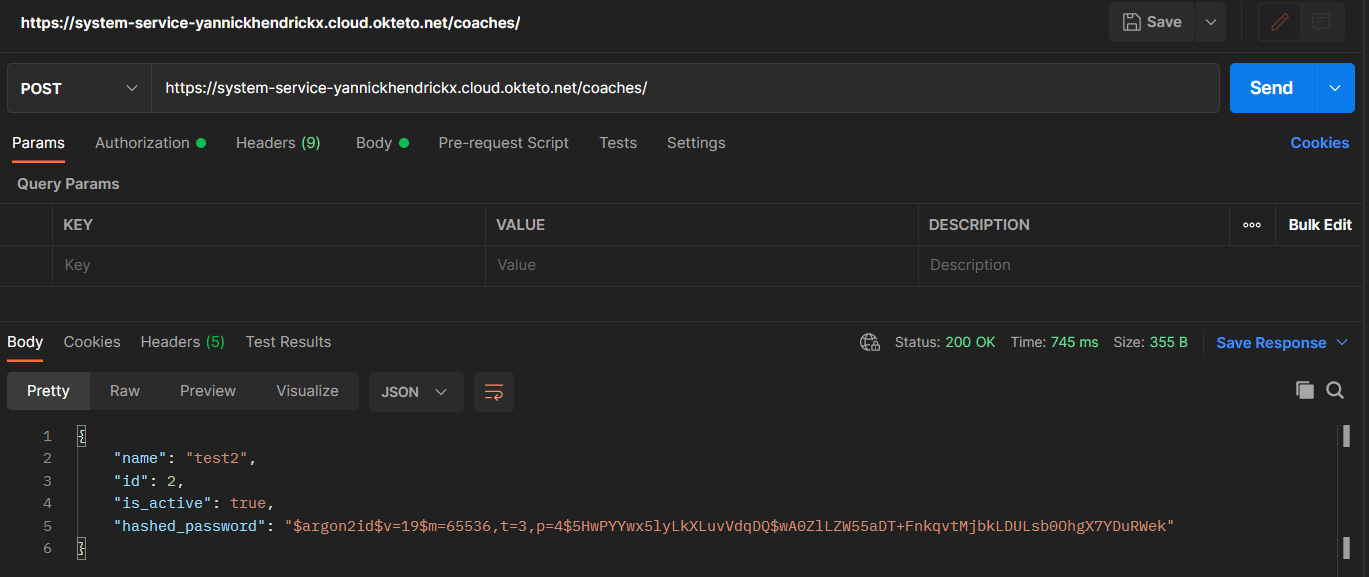 https://system-service-yannickhendrickx.cloud.okteto.net/coaches/
Save
POST
https://system-service-yannickhendrickx.cloud.okteto.net/coaches/
Send
Params Authorization Headers (9) Body Pre-request Script Tests Settings Cookies
Query Params
KEY VALUE DESCRIPTION ooo Bulk Edit
Key Value Description
Body Cookies Headers (5) Test Results Status: 200 OK Time: 745 ms Size: 355 B Save Response
Pretty Raw Preview Visualize JSON
1 {
2 "name": "test2",
3 "id": 2,
4 "is_active": true,
5 "hashed_password": "$argon2id$v=19$m=65536,t=3,p=4$5HwPYYwx5lyLkXLuvVdqDQ$wA0ZlLZW55aDT+FnkqvtMjbkLDULsb0OhgX7YDuRWek"
6 }